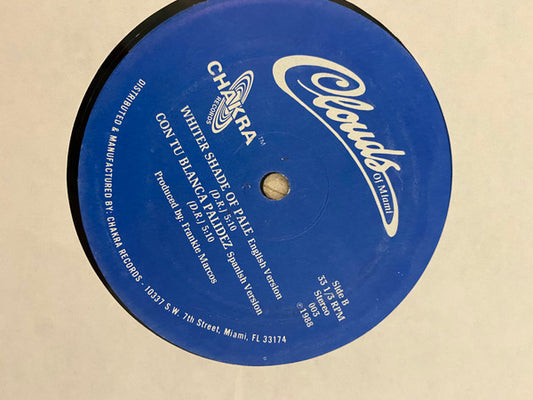 Clouds
Of Miami
CHAKRA ™
RECORDS
Side B
33 1/3 RPM
Stereo
003
℗1988
WHITER SHADE OF PALE English Version
(D.R.) 5:10
CON TU BLANCA PALIDEZ Spanish Version
(D.R.) 5:10
Produced by: Frankie Marcos
DISTRIBUTED & MANUFACTURED BY: CHAKRA RECORDS · 10337 S.W. 7th Street, Miami, FL 33174